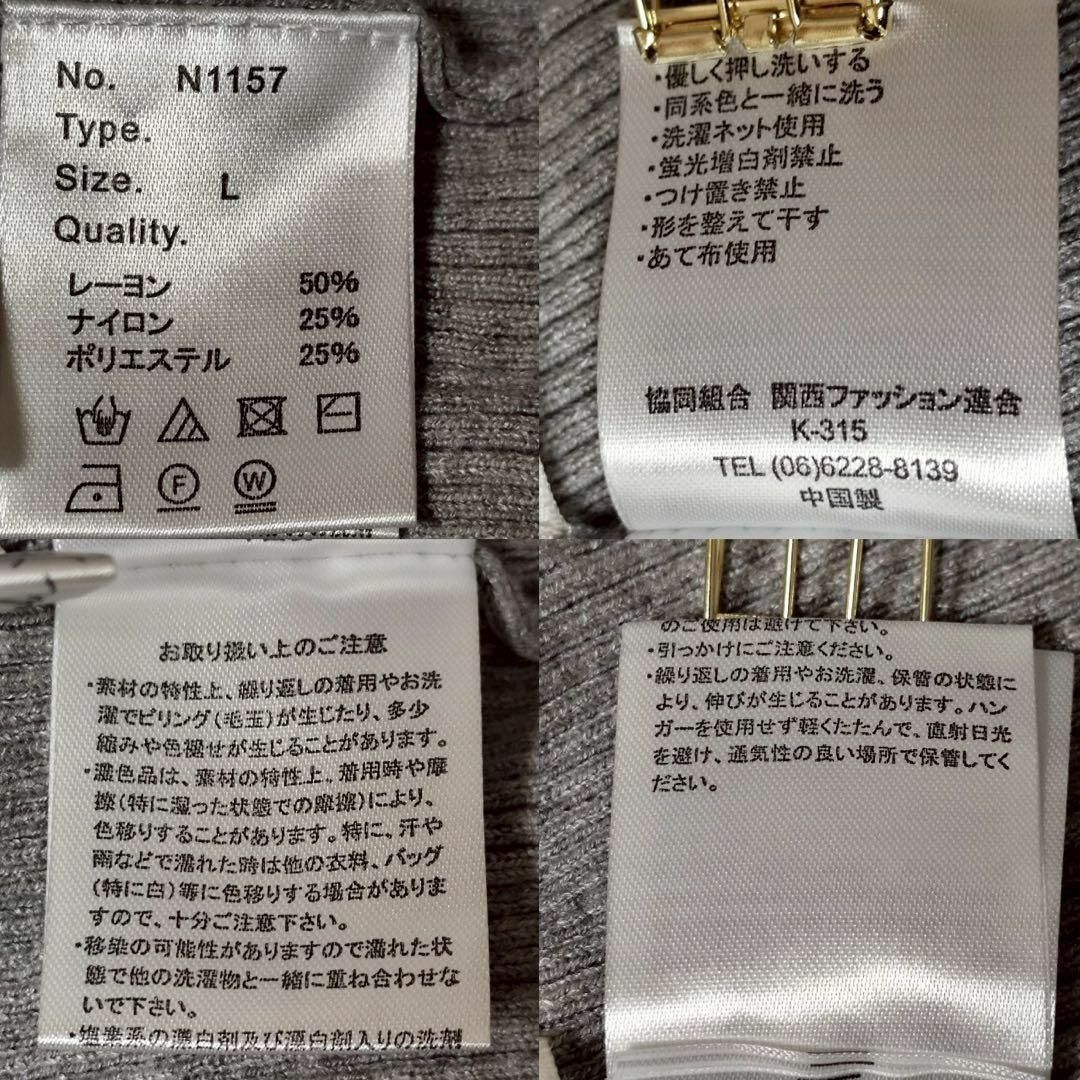 No. N1157
Type.
Size. L
Quality.
レーヨン 50%
ナイロン 25%
ポリエステル 25%
F
W
・優しく押し洗いする
・同系色と一緒に洗う
・洗濯ネット使用
・蛍光増白剤禁止
・つけ置き禁止
・形を整えて干す
・あて布使用
協同組合 関西ファッション連合
K-315
TEL (06)6228-8139
中国製
お取り扱い上のご注意
・素材の特性上、繰り返しの着用やお洗
濯でピリング(毛玉)が生じたり、多少
縮みや色褪せが生じることがあります。
・濃色品は、素材の特性上。着用時や摩
擦(特に湿った状態での摩擦)により、
色移りすることがあります。特に、汗や
雨などで濡れた時は他の衣料、バッグ
(特に白)等に色移りする場合がありま
すので、十分ご注意下さい。
・移染の可能性がありますので濡れた状
態で他の洗濯物と一緒に重ね合わせな
いで下さい。
・塩素系の漂白剤及び漂白剤入りの洗剤
のご使用は避けて下さい。
・引っかけにご注意ください。
・繰り返しの着用やお洗濯、保管の状態に
より、伸びが生じることがあります。ハン
ガーを使用せず軽くたたんで、直射日光
を避け、通気性の良い場所で保管してく
ださい。